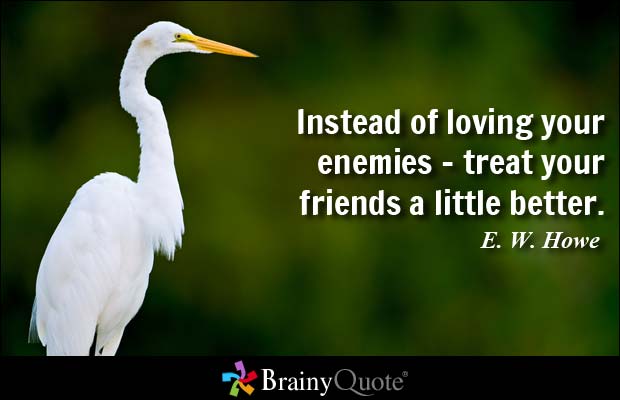 Instead of loving your
enemies - treat your
friends a little better.
E. W. Howe
BrainyQuote®